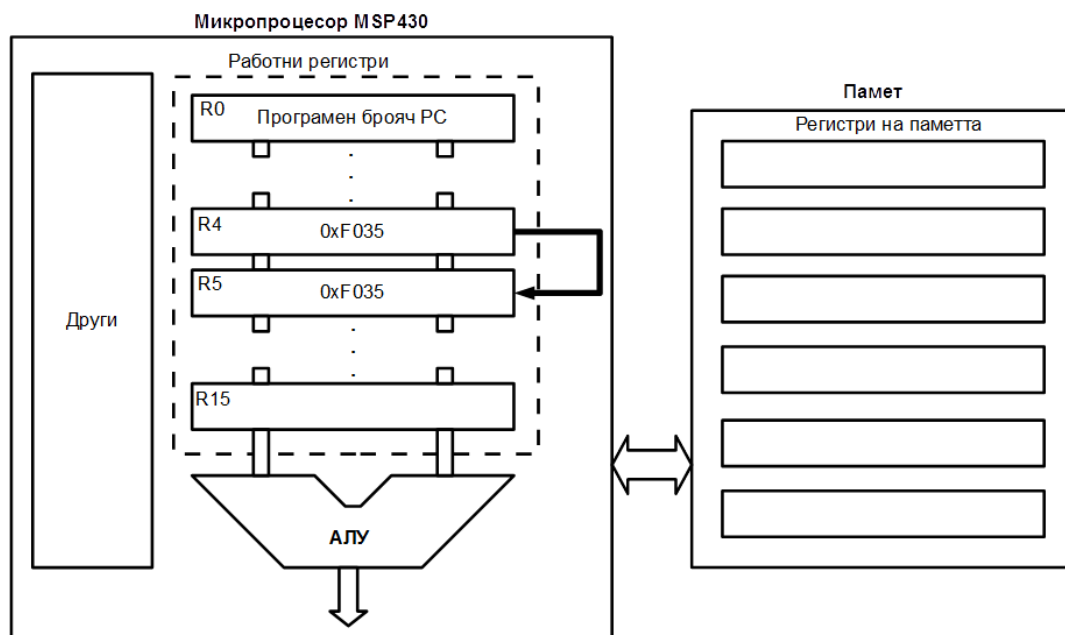 Микропроцесор MSP430
Работни регистри
R0
Програмен брояч PC
R4
0xF035
R5
0xF035
R15
Други
АЛУ
Памет
Регистри на паметта